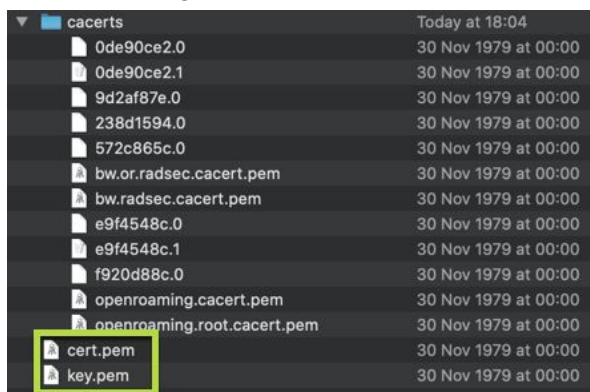 cacerts Today at 18:04
0de90ce2.0 30 Nov 1979 at 00:00
0de90ce2.1 30 Nov 1979 at 00:00
9d2af87e.0 30 Nov 1979 at 00:00
238d1594.0 30 Nov 1979 at 00:00
572c865c.0 30 Nov 1979 at 00:00
bw.or.radsec.cacert.pem 30 Nov 1979 at 00:00
bw.radsec.cacert.pem 30 Nov 1979 at 00:00
e9f4548c.0 30 Nov 1979 at 00:00
e9f4548c.1 30 Nov 1979 at 00:00
f920d88c.0 30 Nov 1979 at 00:00
openroaming.cacert.pem 30 Nov 1979 at 00:00
openroaming.root.cacert.pem 30 Nov 1979 at 00:00
cert.pem 30 Nov 1979 at 00:00
key.pem 30 Nov 1979 at 00:00